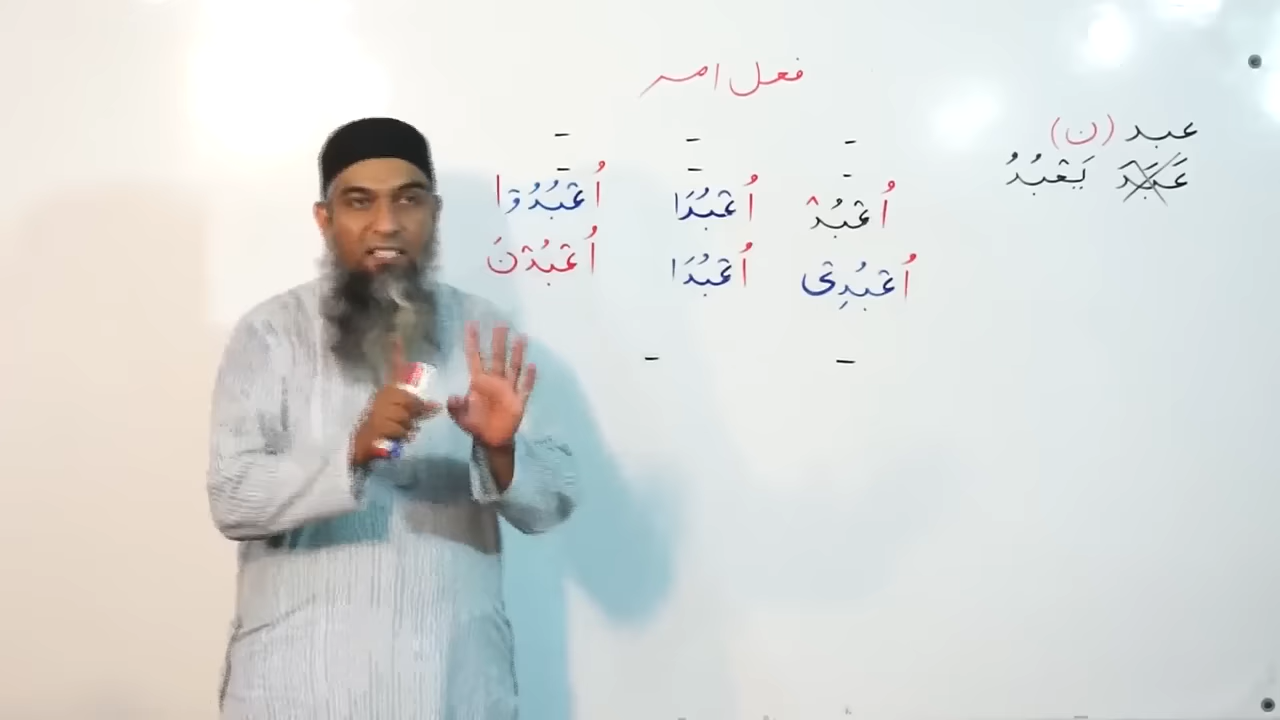 فعل امر
عبد (ن)
عَبَدَ يَعْبُدُ
اُعْبُدْ اُعْبُدَا اُعْبُدُوْا
اُعْبُدِیْ اُعْبُدَا اُعْبُدْنَ